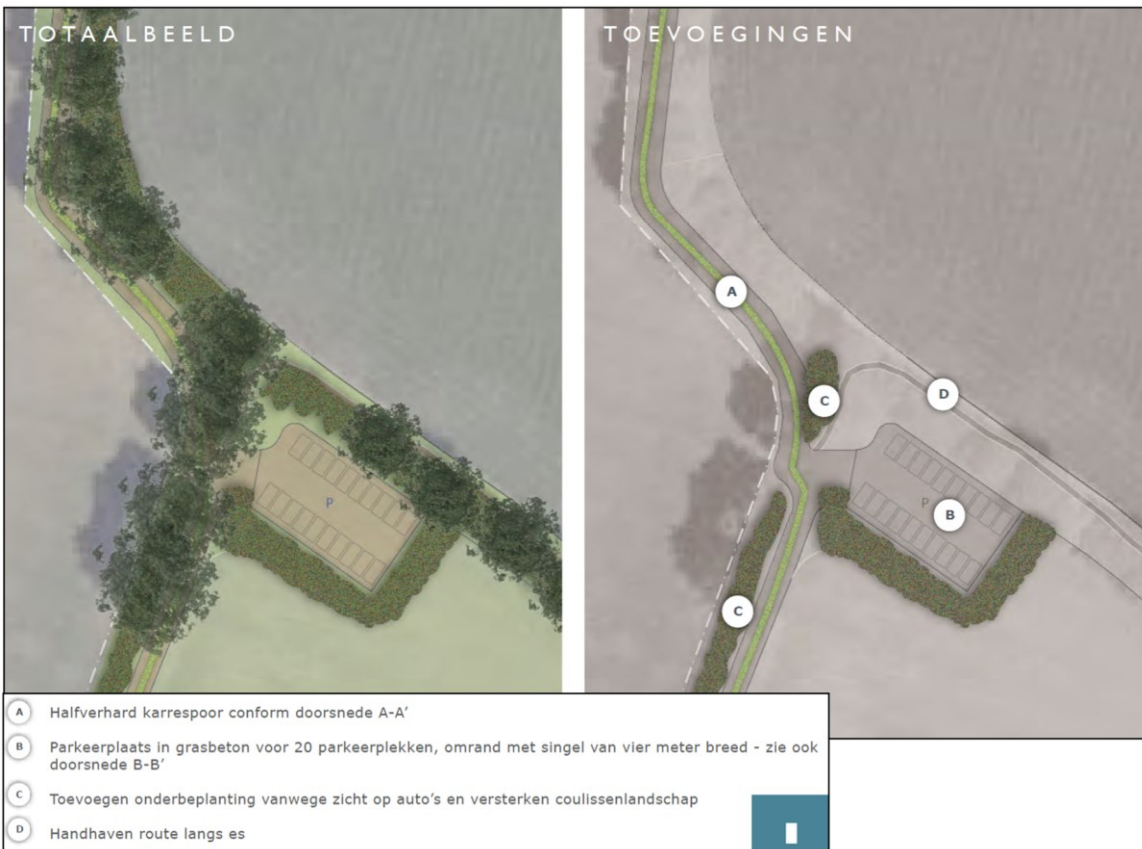 TOTAALBEELD
P
TOEVOEGINGEN
A
C
D
P
B
C
A Halfverhard karrespoor conform doorsnede A-A’
B Parkeerplaats in grasbeton voor 20 parkeerplekken, omrand met singel van vier meter breed - zie ook
doorsnede B-B’
C Toevoegen onderbeplanting vanwege zicht op auto’s en versterken coulissenlandschap
D Handhaven route langs es